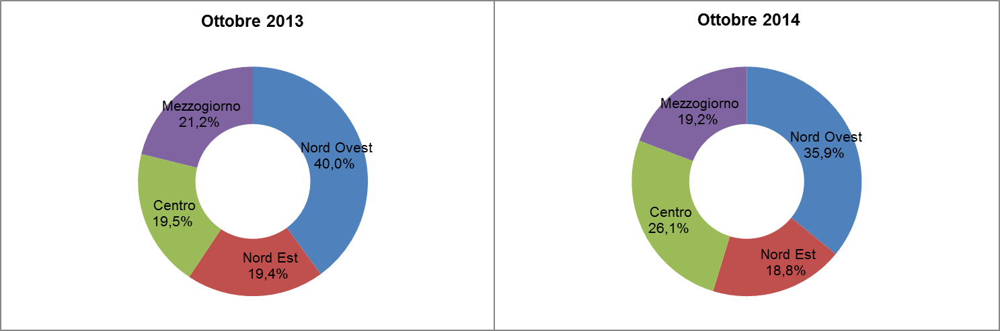 Ottobre 2013
Mezzogiorno
21,2%
Nord Ovest
40,0%
Centro
19,5%
Nord Est
19,4%
Ottobre 2014
Mezzogiorno
19,2%
Nord Ovest
35,9%
Centro
26,1%
Nord Est
18,8%